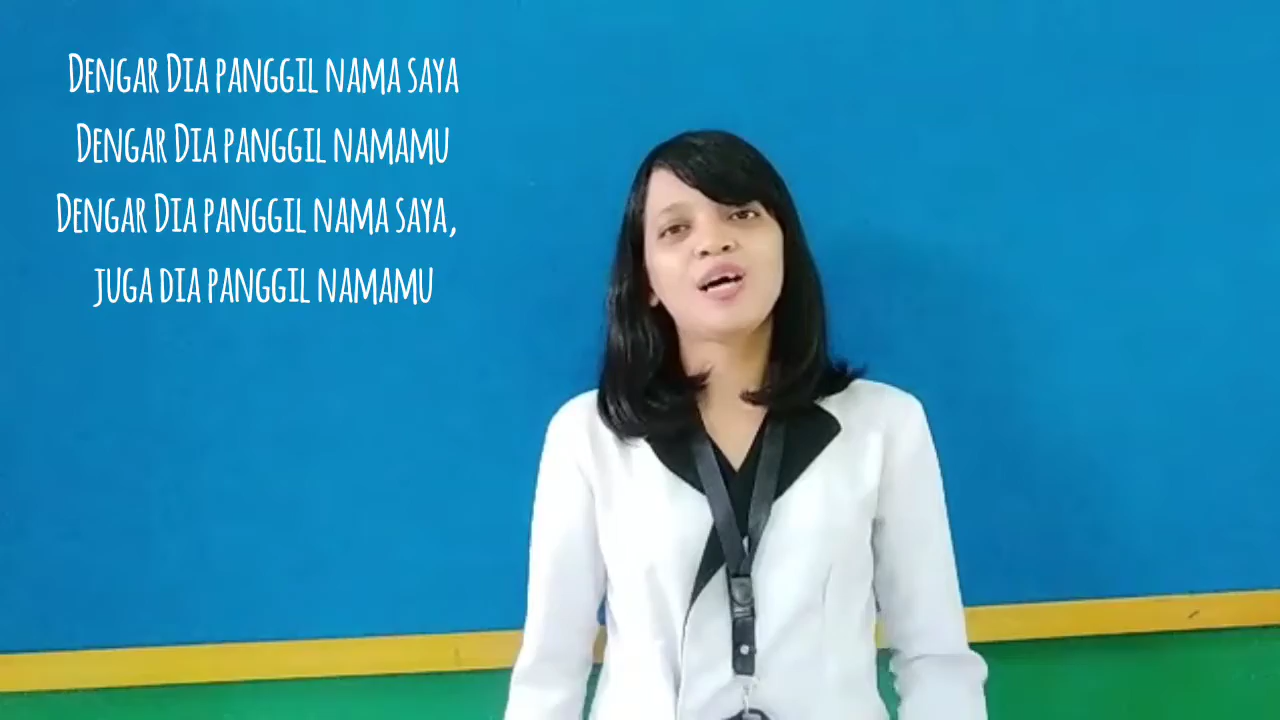 Dengar Dia panggil nama saya
Dengar Dia panggil namamu
Dengar Dia panggil nama saya,
juga dia panggil namamu